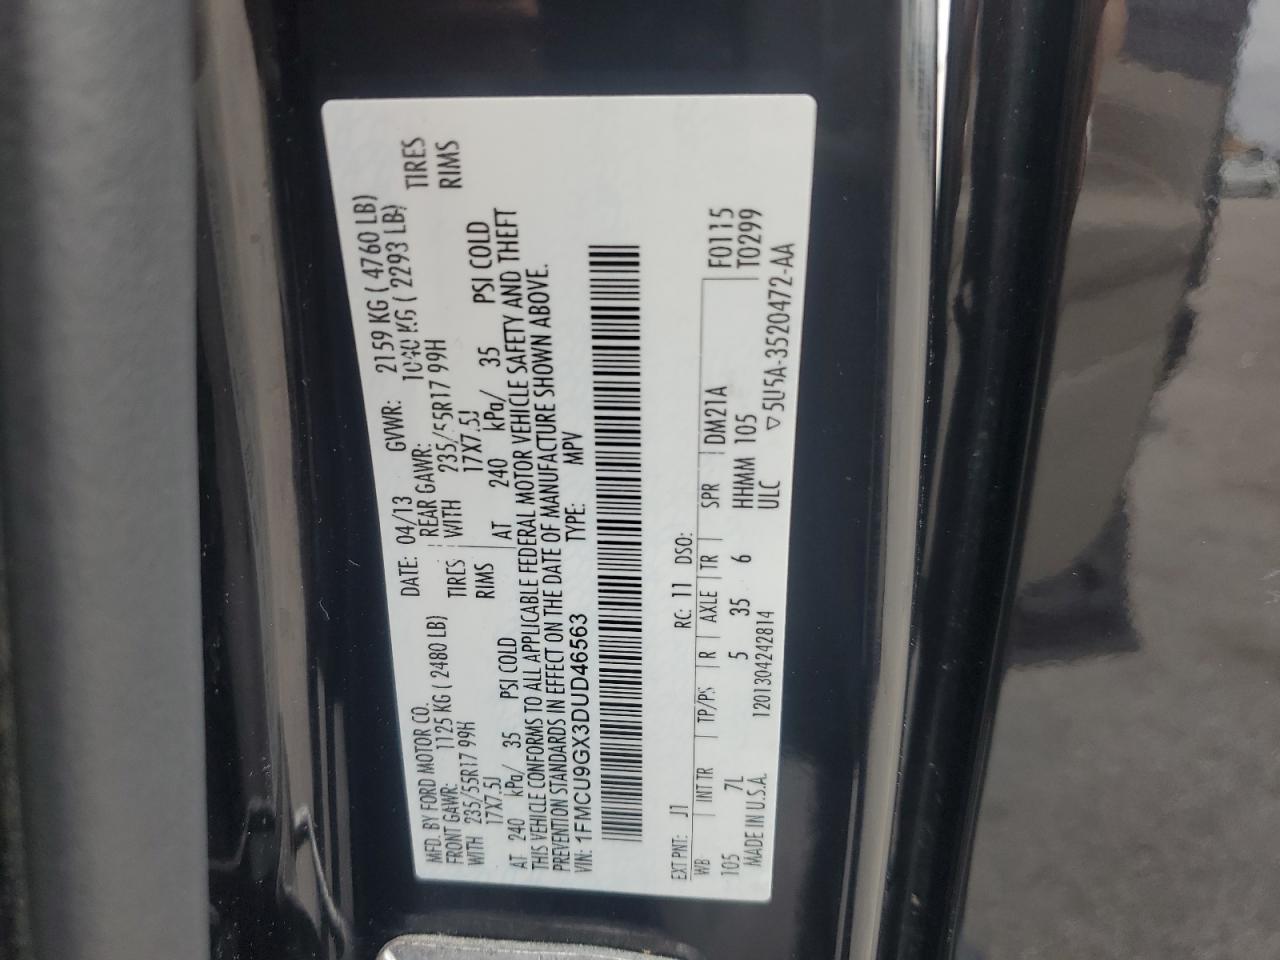 MFD. BY FORD MOTOR CO.
DATE: 04/13 GVWR: 2159 KG ( 4760 LB)
FRONT GAWR: 1125 KG ( 2480 LB) REAR GAWR: 1040 KG ( 2293 LB)
WITH 235/55R17 99H TIRES WITH 235/55R17 99H TIRES
17X7.5J RIMS 17X7.5J RIMS
AT 240 kPa/ 35 PSI COLD AT 240 kPa/ 35 PSI COLD
THIS VEHICLE CONFORMS TO ALL APPLICABLE FEDERAL MOTOR VEHICLE SAFETY AND THEFT
PREVENTION STANDARDS IN EFFECT ON THE DATE OF MANUFACTURE SHOWN ABOVE.
VIN: 1FMCU9GX3DUD46563 TYPE: MPV
EXT PNT: J1 RC: 11 DSO: F0115
WB INT TR TP/PS R AXLE TR SPR DM21A T0299
105 7L 5 35 6 HHMM 105
MADE IN U.S.A. 1201304242814 ULC ▽5U5A-3520472-AA